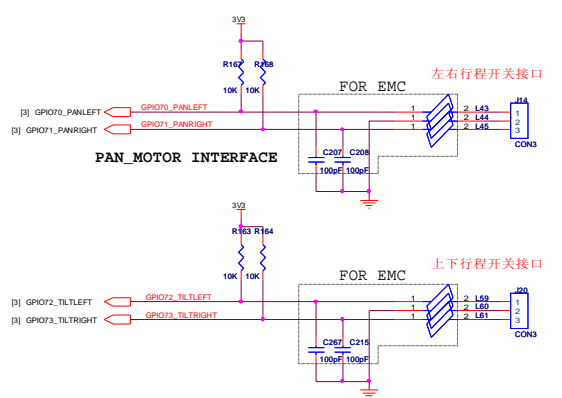 3V3
R167 R168
10K 10K
FOR EMC
左右行程开关接口
[3] GPIO70_PANLEFT
GPIO70_PANLEFT
1 2 L43
J14
1
[3] GPIO71_PANRIGHT
GPIO71_PANRIGHT
1 2 L44
2
1 2 L45
3
CON3
PAN_MOTOR INTERFACE
C207 C208
100pF 100pF
3V3
R163 R164
10K 10K
FOR EMC
上下行程开关接口
[3] GPIO72_TILTLEFT
GPIO72_TILTLEFT
1 2 L59
J20
1
[3] GPIO73_TILTRIGHT
GPIO73_TILTRIGHT
1 2 L60
2
1 2 L61
3
CON3
C267 C215
100pF 100pF